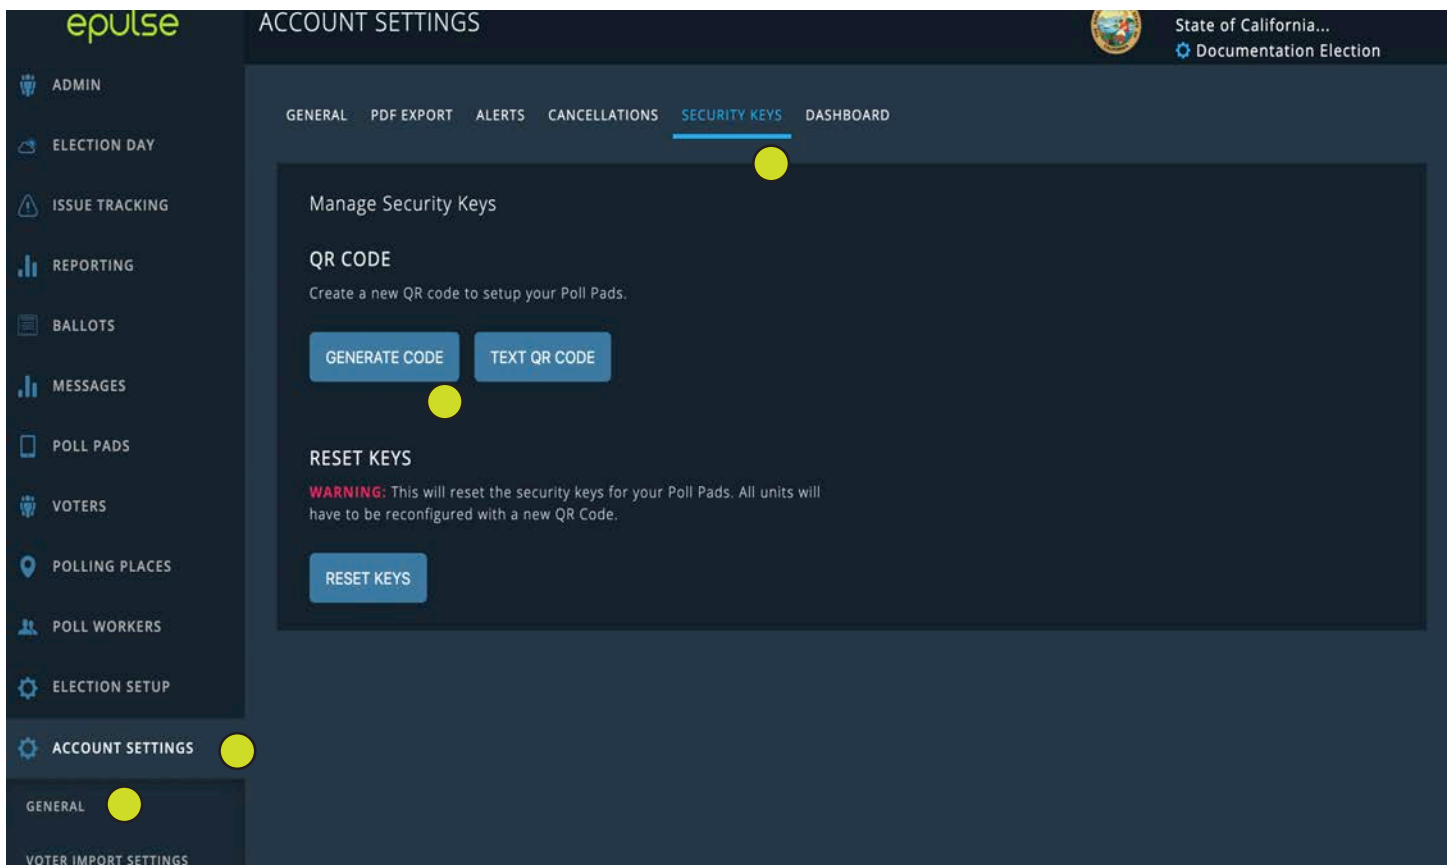 epulse
ACCOUNT SETTINGS
State of California...
Documentation Election
ADMIN
ELECTION DAY
ISSUE TRACKING
REPORTING
BALLOTS
MESSAGES
POLL PADS
VOTERS
POLLING PLACES
POLL WORKERS
ELECTION SETUP
ACCOUNT SETTINGS
GENERAL
VOTER IMPORT SETTINGS
GENERAL PDF EXPORT ALERTS CANCELLATIONS SECURITY KEYS DASHBOARD
Manage Security Keys
QR CODE
Create a new QR code to setup your Poll Pads.
GENERATE CODE TEXT QR CODE
RESET KEYS
WARNING: This will reset the security keys for your Poll Pads. All units will
have to be reconfigured with a new QR Code.
RESET KEYS